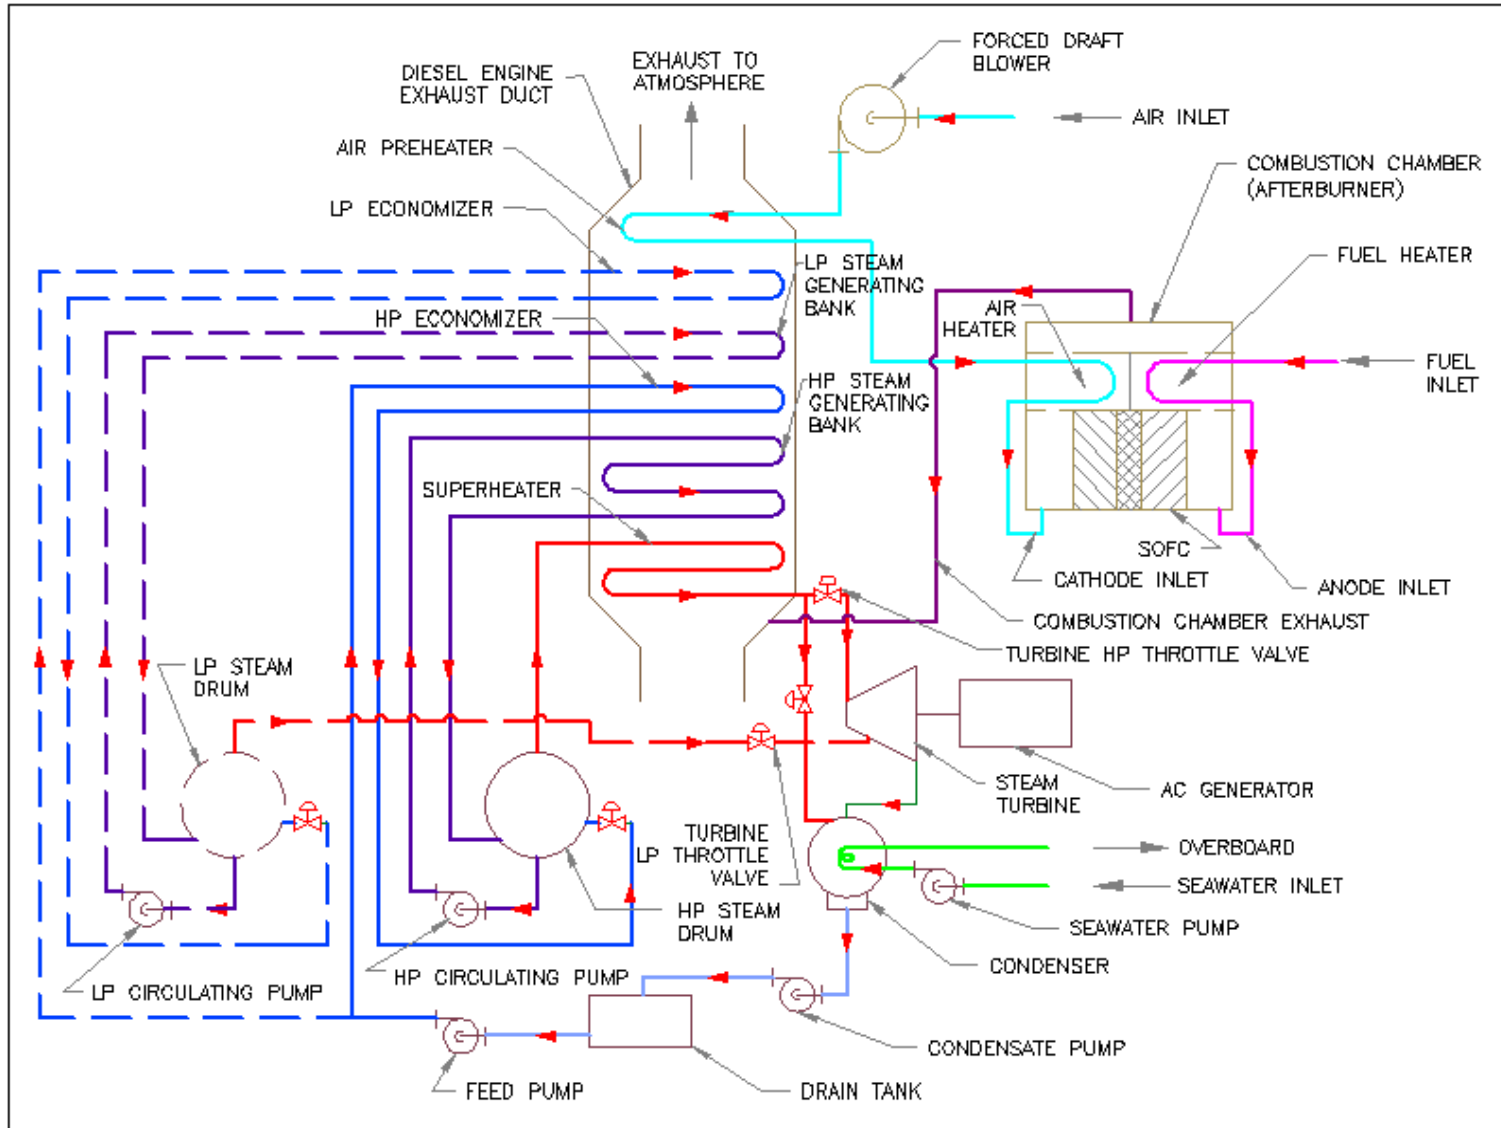 FORCED DRAFT
BLOWER
EXHAUST TO
ATMOSPHERE
DIESEL ENGINE
EXHAUST DUCT
AIR INLET
AIR PREHEATER
COMBUSTION CHAMBER
(AFTERBURNER)
LP ECONOMIZER
FUEL HEATER
LP STEAM
GENERATING
BANK
HP ECONOMIZER
AIR
HEATER
FUEL
INLET
HP STEAM
GENERATING
BANK
SUPERHEATER
SOFC
CATHODE INLET
ANODE INLET
COMBUSTION CHAMBER EXHAUST
TURBINE HP THROTTLE VALVE
LP STEAM
DRUM
STEAM
TURBINE
AC GENERATOR
TURBINE
LP THROTTLE
VALVE
OVERBOARD
SEAWATER INLET
HP STEAM
DRUM
SEAWATER PUMP
CONDENSER
LP CIRCULATING PUMP
HP CIRCULATING PUMP
CONDENSATE PUMP
FEED PUMP
DRAIN TANK